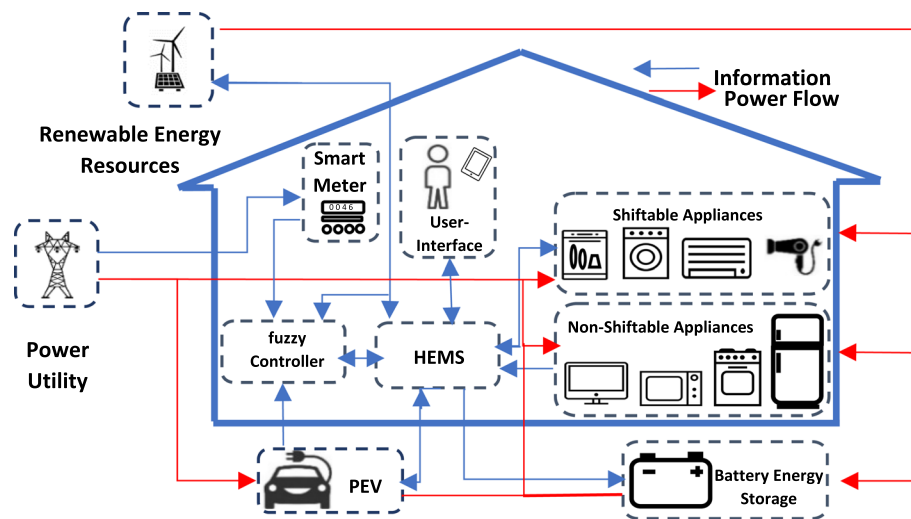 Information
Power Flow
Renewable Energy
Resources
Smart
Meter
0046
User-
Interface
Shiftable Appliances
Non-Shiftable Appliances
fuzzy
Controller
HEMS
Power
Utility
PEV
Battery Energy
Storage